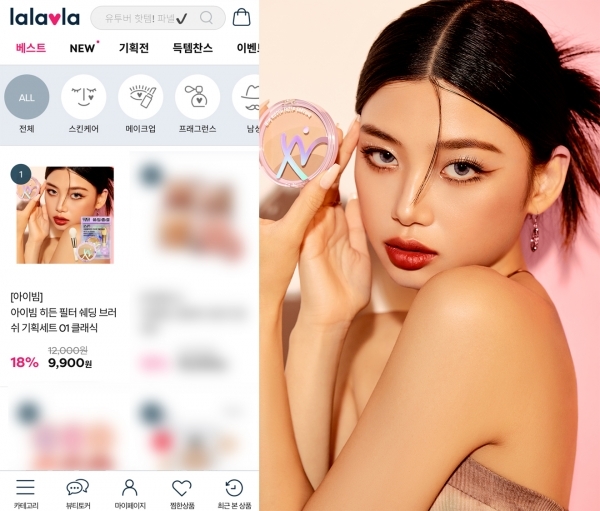 lalavla
유투버 핫템! 파넬✓
베스트 NEW 기획전 득템찬스 이벤트
ALL
전체 스킨케어 메이크업 프래그런스 남성
1
[아이빔]
아이빔 히든 필터 쉐딩 브러
쉬 기획세트 01 클래식
12,000원
18% 9,900원
카테고리 뷰티토커 마이페이지 찜한상품 최근 본 상품